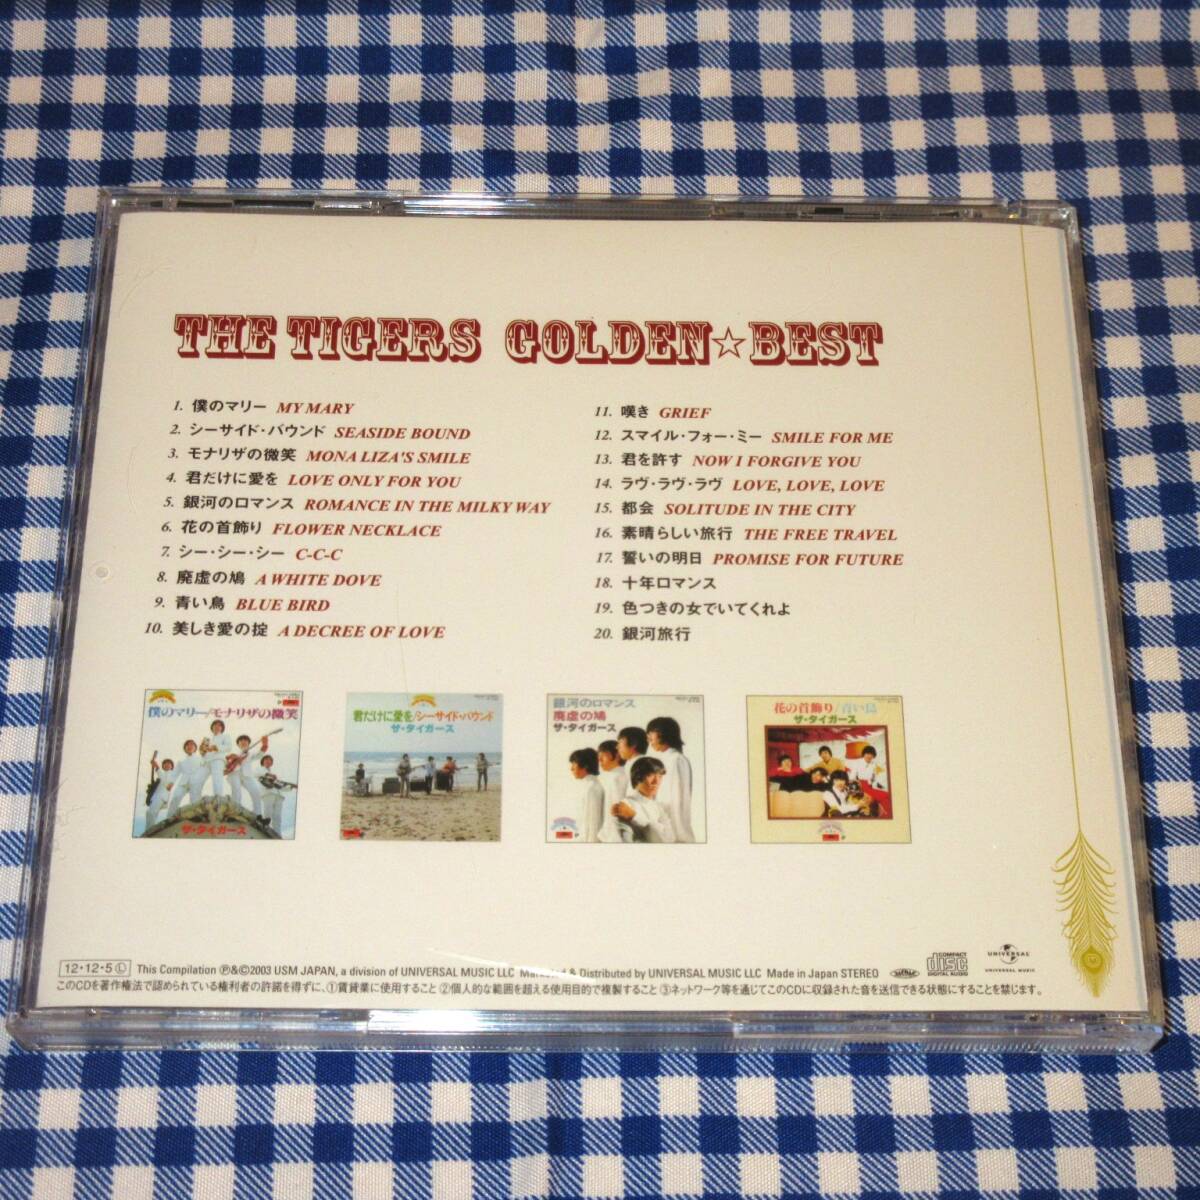 THE TIGERS GOLDEN☆BEST
1. 僕のマリー MY MARY
2. シーサイド・バウンド SEASIDE BOUND
3. モナリザの微笑 MONA LIZA'S SMILE
4. 君だけに愛を LOVE ONLY FOR YOU
5. 銀河のロマンス ROMANCE IN THE MILKY WAY
6. 花の首飾り FLOWER NECKLACE
7. シー・シー・シー C-C-C
8. 廃虚の鳩 A WHITE DOVE
9. 青い鳥 BLUE BIRD
10. 美しき愛の掟 A DECREE OF LOVE
11. 嘆き GRIEF
12. スマイル・フォー・ミー SMILE FOR ME
13. 君を許す NOW I FORGIVE YOU
14. ラヴ・ラヴ・ラヴ LOVE, LOVE, LOVE
15. 都会 SOLITUDE IN THE CITY
16. 素晴らしい旅行 THE FREE TRAVEL
17. 誓いの明日 PROMISE FOR FUTURE
18. 十年ロマンス
19. 色つきの女でいてくれよ
20. 銀河旅行
僕のマリー/モナリザの微笑
ザ・タイガース
君だけに愛を/シーサイド・バウンド
ザ・タイガース
銀河のロマンス
廃虚の鳩
ザ・タイガース
花の首飾り/青い鳥
ザ・タイガース
12・12・5 Ⓛ This Compilation Ⓟ&©2003 USM JAPAN, a division of UNIVERSAL MUSIC LLC Marketed & Distributed by UNIVERSAL MUSIC LLC Made in Japan STEREO
COMPACT disc DIGITAL AUDIO
UNIVERSAL
UNIVERSAL MUSIC
このCDを著作権法で認められている権利者の許諾を得ずに、①賃貸業に使用すること ②個人的な範囲を超える使用目的で複製すること ③ネットワーク等を通じてこのCDに収録された音を送信できる状態にすることを禁じます。